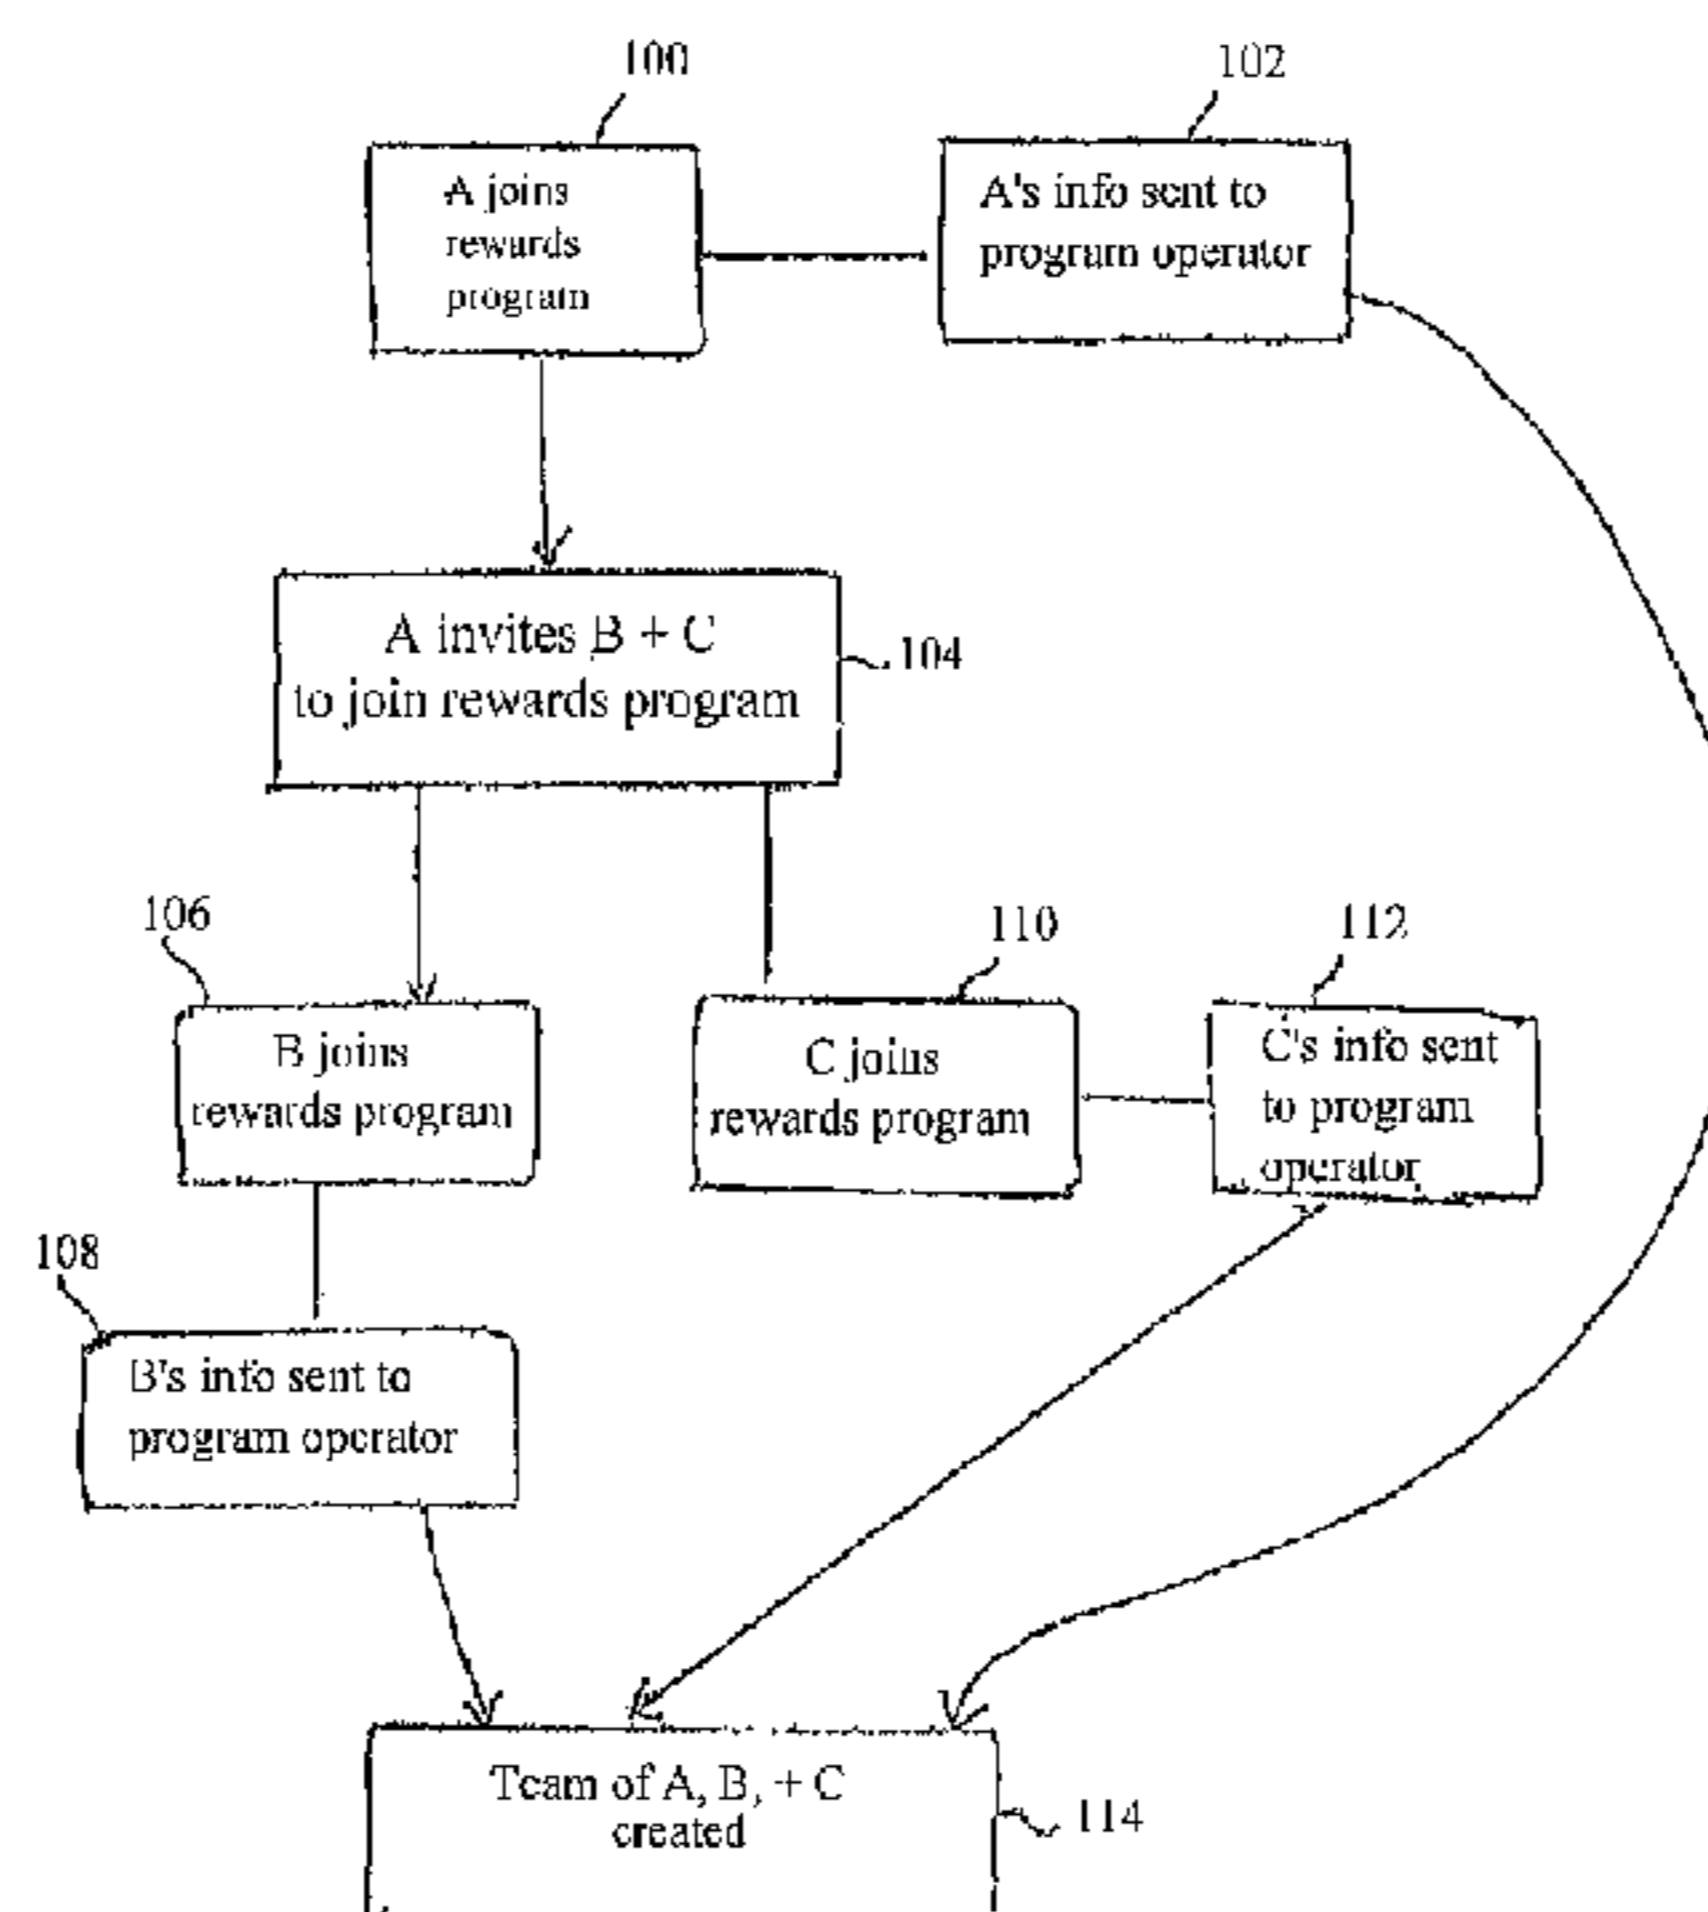 100
102
A joins
rewards
program
A's info sent to
program operator
A invites B + C
to join rewards program
104
106
110
112
B joins
rewards program
C joins
rewards program
C's info sent
to program
operator
108
B's info sent to
program operator
Team of A, B, + C
created
114